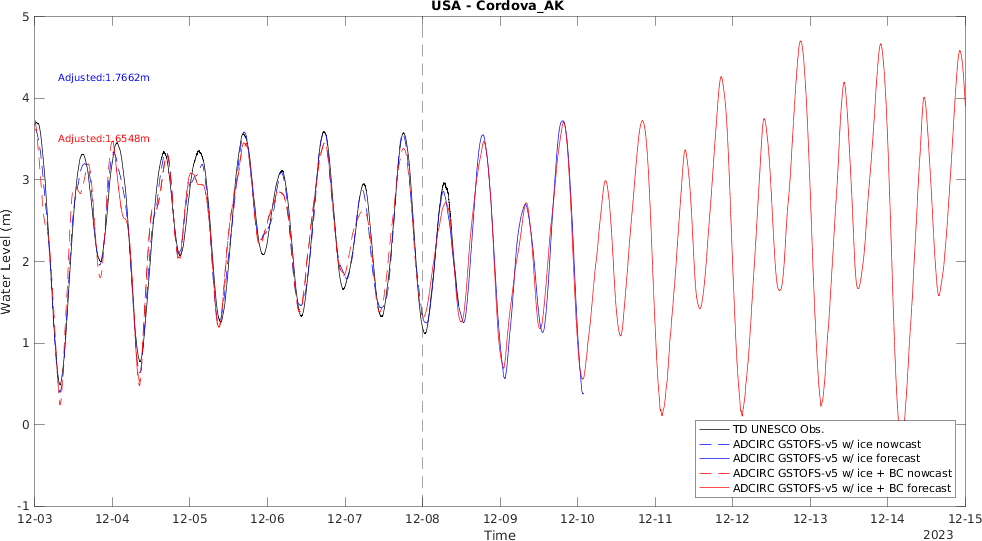 USA - Cordova_AK
5
4
3
2
1
0
-1
Water Level (m)
Adjusted:1.7662m
Adjusted:1.6548m
TD UNESCO Obs.
ADCIRC GSTOFS-v5 w/ ice nowcast
ADCIRC GSTOFS-v5 w/ ice forecast
ADCIRC GSTOFS-v5 w/ ice + BC nowcast
ADCIRC GSTOFS-v5 w/ ice + BC forecast
12-03 12-04 12-05 12-06 12-07 12-08 12-09 12-10 12-11 12-12 12-13 12-14 12-15
Time
2023